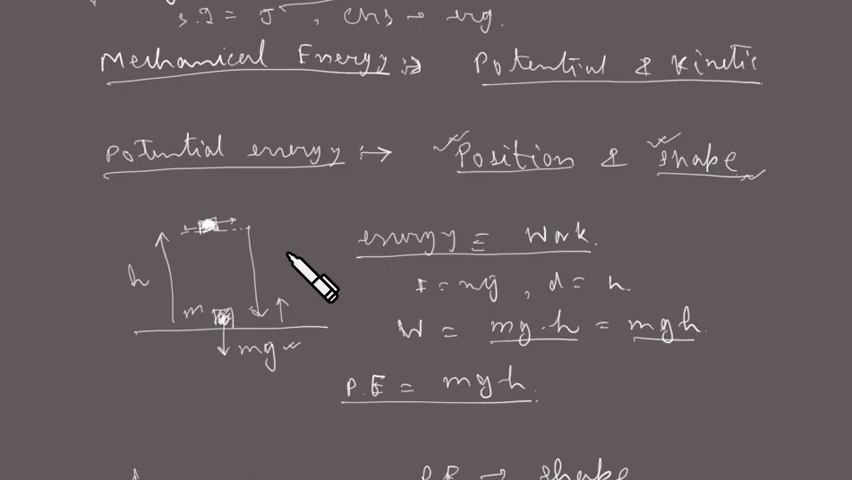 S.I = J , CGS → erg.
Mechanical Energy :→ Potential & Kinetic
Potential energy :→ Position & shape
energy ≡ Work.
h
F = mg , d = h.
m
W = mg.h = mgh.
mg
P.E = mgh.
P.E → shape